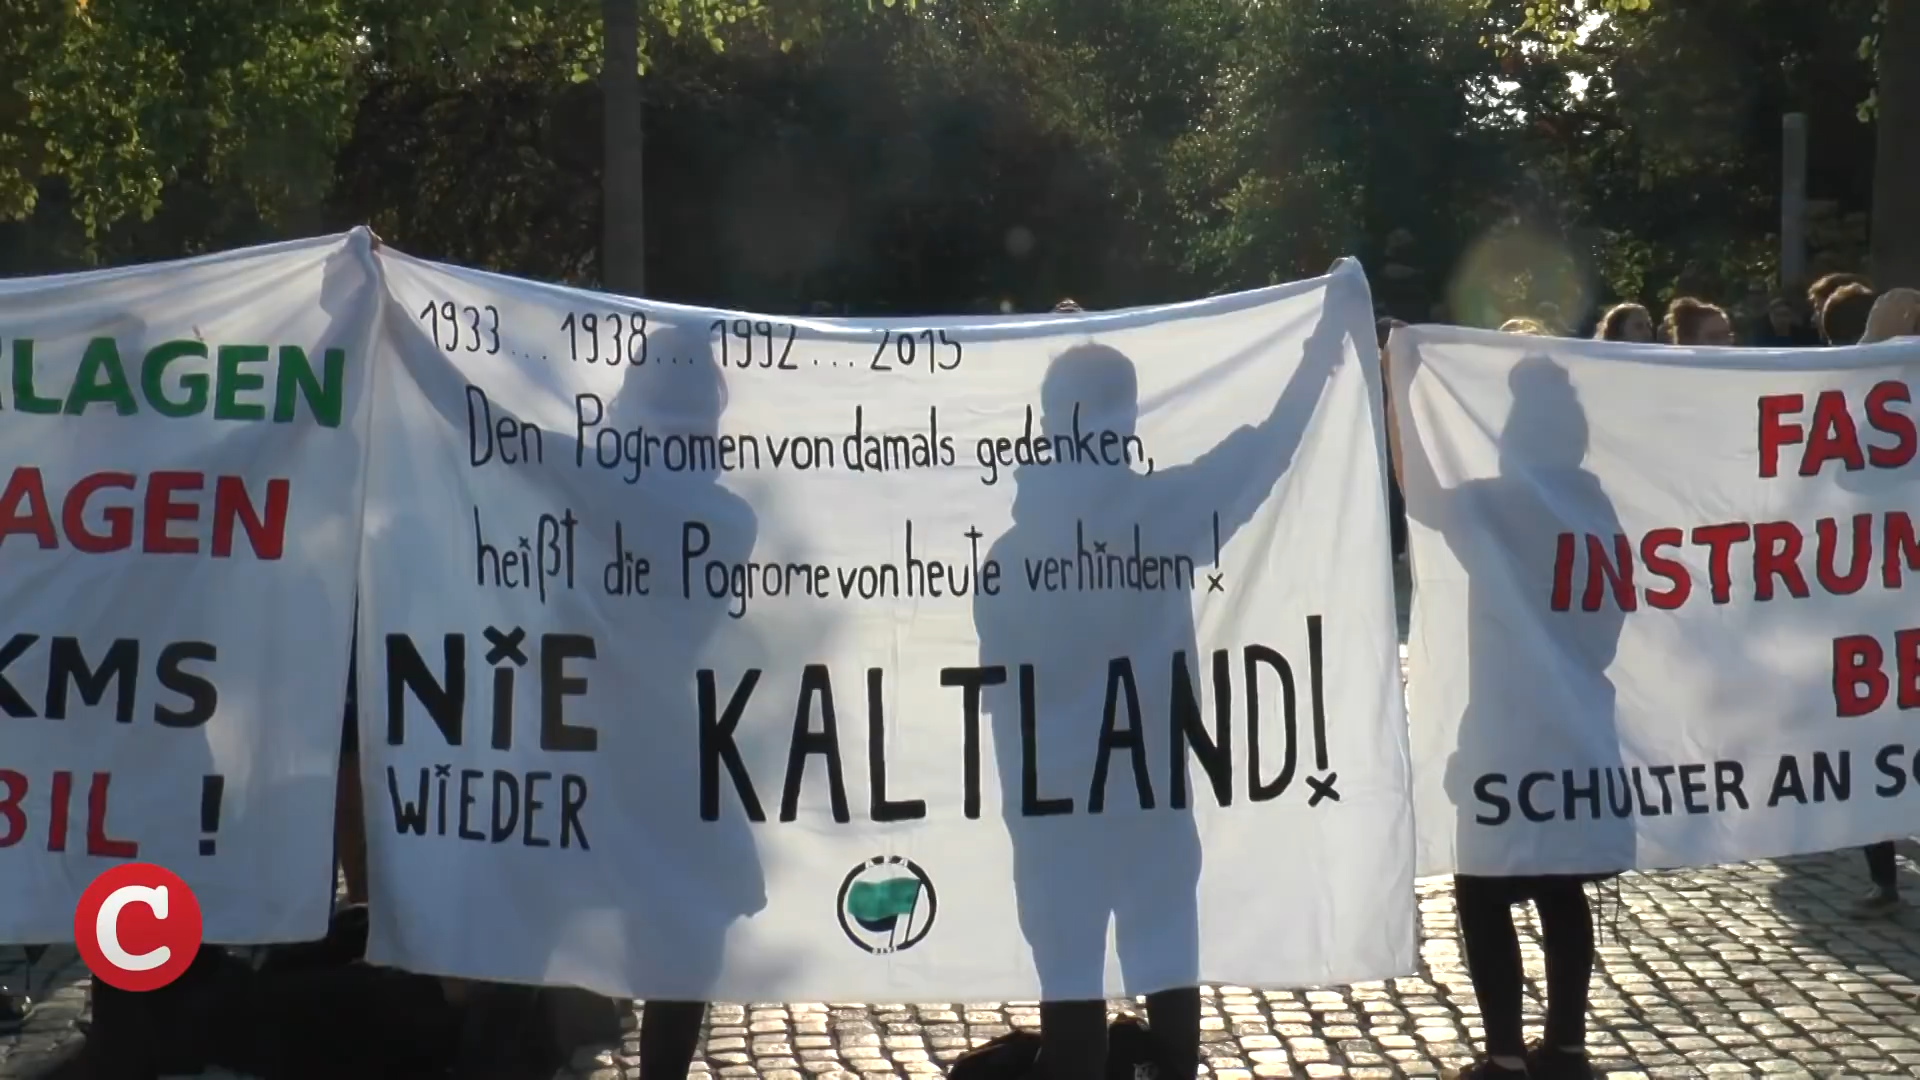 LAGEN
AGEN
KMS
BIL !
1933... 1938... 1992... 2015
Den Pogromen von damals gedenken,
heißt die Pogrome von heute verhindern!
NIE
WIEDER
KALTLAND!
FAS
INSTRUM
BE
SCHULTER AN SC
C